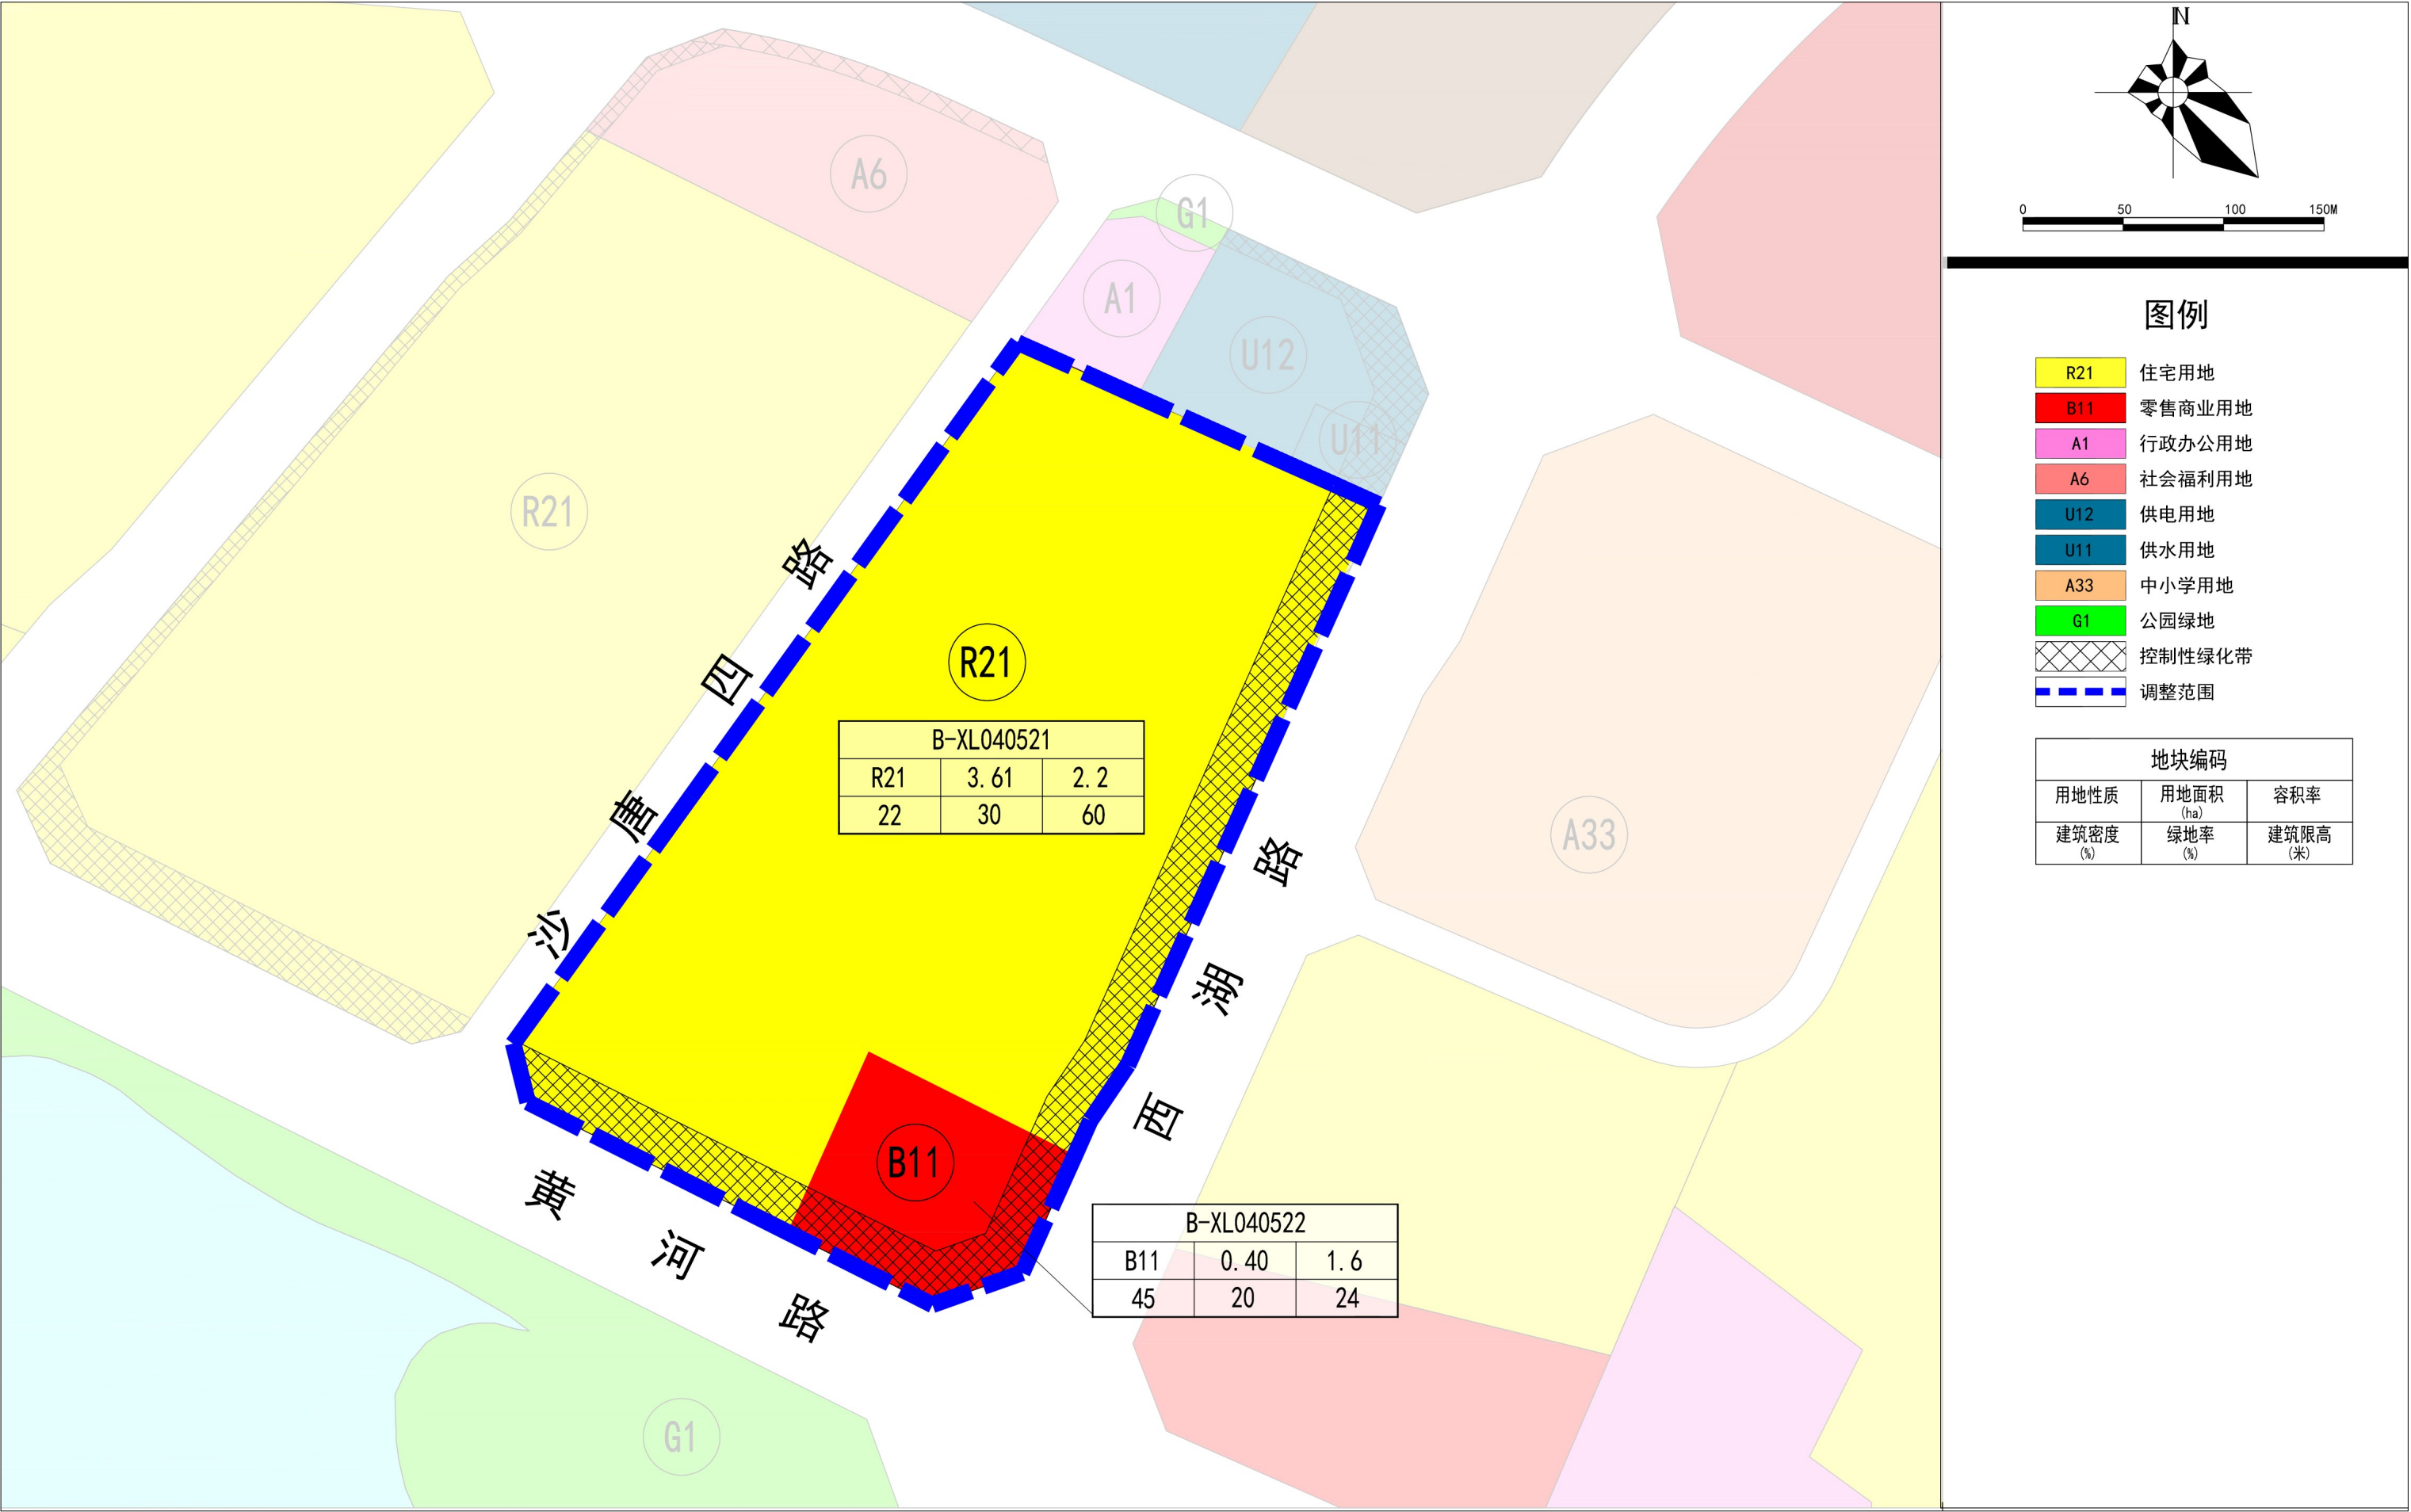 N
0 50 100 150M
图例
R21 住宅用地
B11 零售商业用地
A1 行政办公用地
A6 社会福利用地
U12 供电用地
U11 供水用地
A33 中小学用地
G1 公园绿地
控制性绿化带
调整范围
地块编码
用地性质 用地面积 (ha) 容积率
建筑密度 (%) 绿地率 (%) 建筑限高 (米)
A6
G1
A1
U12
U11
R21
R21
B-XL040521
R21 3.61 2.2
22 30 60
A33
B11
B-XL040522
B11 0.40 1.6
45 20 24
G1
沙唐四路
西湖路
黄河路